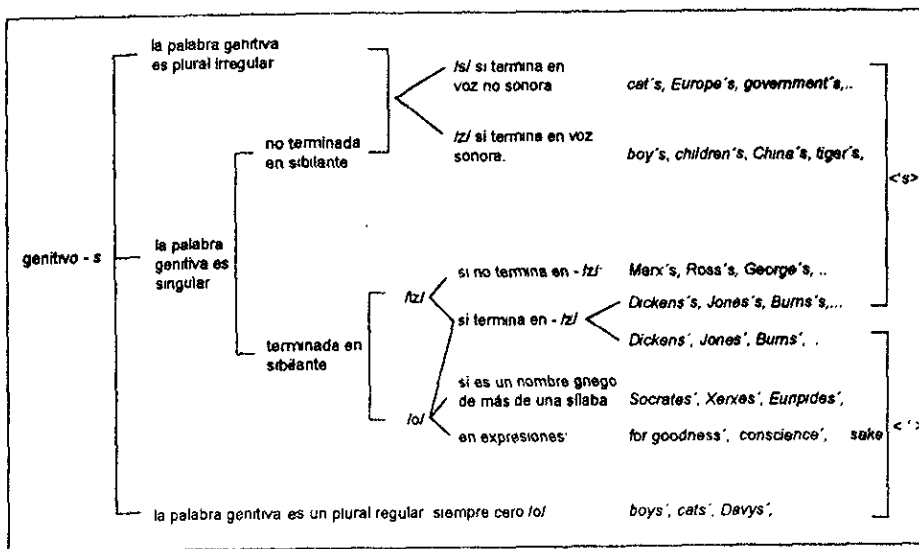 la palabra genitiva
es plural irregular
/s/ si termina en
voz no sonora
cat´s, Europe´s, government´s,..
no terminada
en sibilante
/z/ si termina en voz
sonora.
boy´s, children´s, China´s, tiger´s,
<´s>
genitivo - s
la palabra
genitiva es
singular
/ız/
si no termina en - /z/
Marx´s, Ross´s, George´s, ..
si termina en - /z/
Dickens´s, Jones´s, Burns´s,...
Dickens´, Jones´, Burns´, .
terminada en
sibilante
/o/
si es un nombre griego
de más de una sílaba
Socrates´, Xerxes´, Euripides´,
en expresiones·
for goodness´, conscience´, sake
< ´ >
la palabra genitiva es un plural regular siempre cero /o/
boys´, cats´, Davys´,